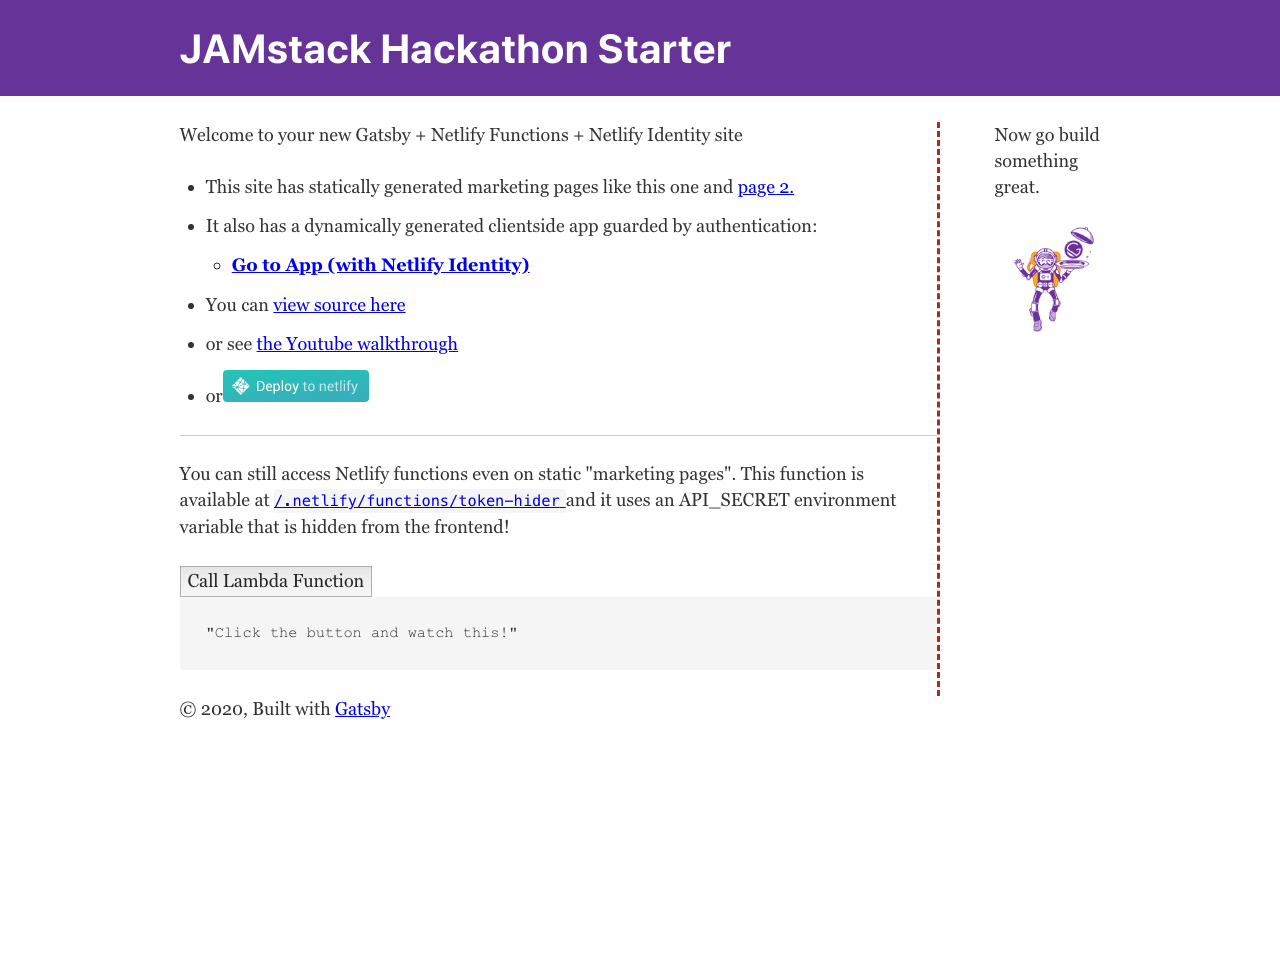 JAMstack Hackathon Starter
Welcome to your new Gatsby + Netlify Functions + Netlify Identity site
This site has statically generated marketing pages like this one and page 2.
It also has a dynamically generated clientside app guarded by authentication:
Go to App (with Netlify Identity)
You can view source here
or see the Youtube walkthrough
or Deploy to netlify
You can still access Netlify functions even on static "marketing pages". This function is
available at /.netlify/functions/token-hider and it uses an API_SECRET environment
variable that is hidden from the frontend!
Call Lambda Function
"Click the button and watch this!"
Now go build
something
great.
© 2020, Built with Gatsby